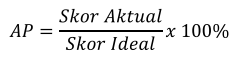 AP = Skor Aktual / Skor Ideal x 100%